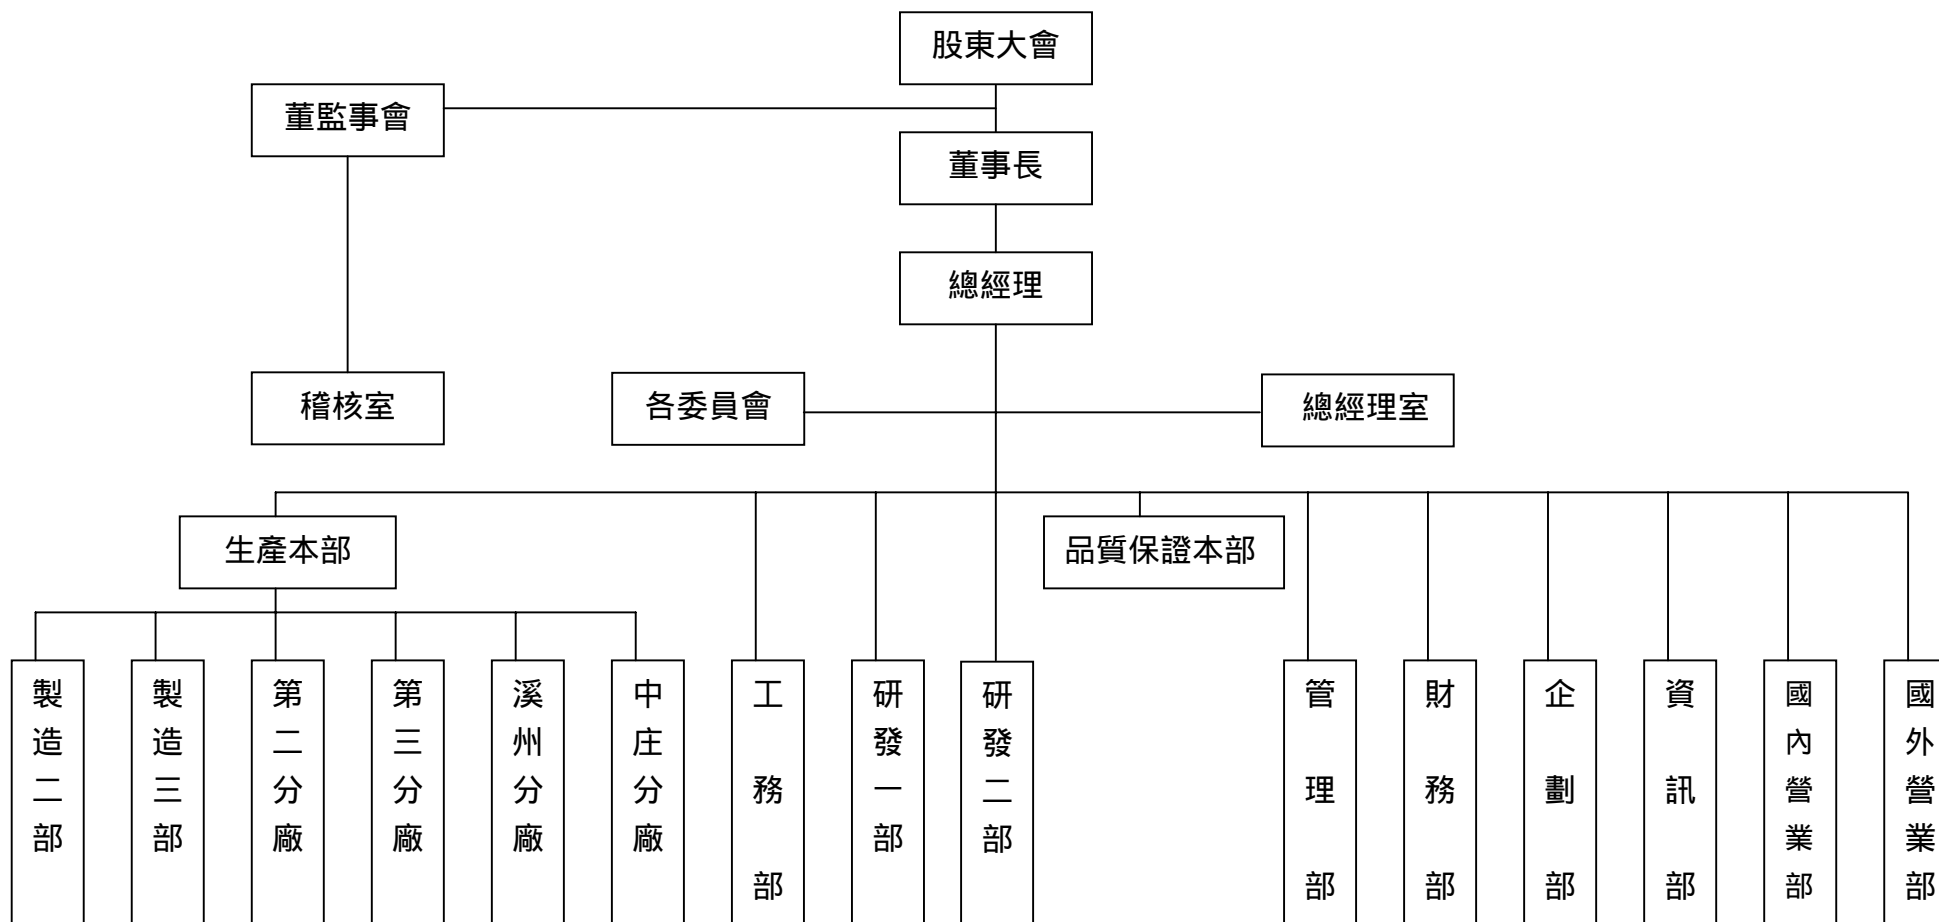 股東大會
董監事會
董事長
總經理
稽核室
各委員會
總經理室
生產本部
品質保證本部
製造二部
製造三部
第二分廠
第三分廠
溪州分廠
中庄分廠
工務部
研發一部
研發二部
管理部
財務部
企劃部
資訊部
國內營業部
國外營業部